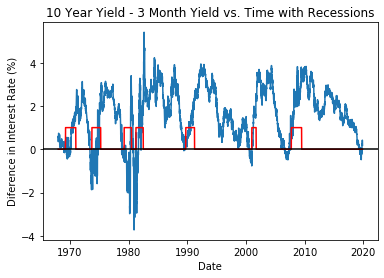 10 Year Yield - 3 Month Yield vs. Time with Recessions
Diference in Interest Rate (%)
4
2
0
−2
−4
1970 1980 1990 2000 2010 2020
Date